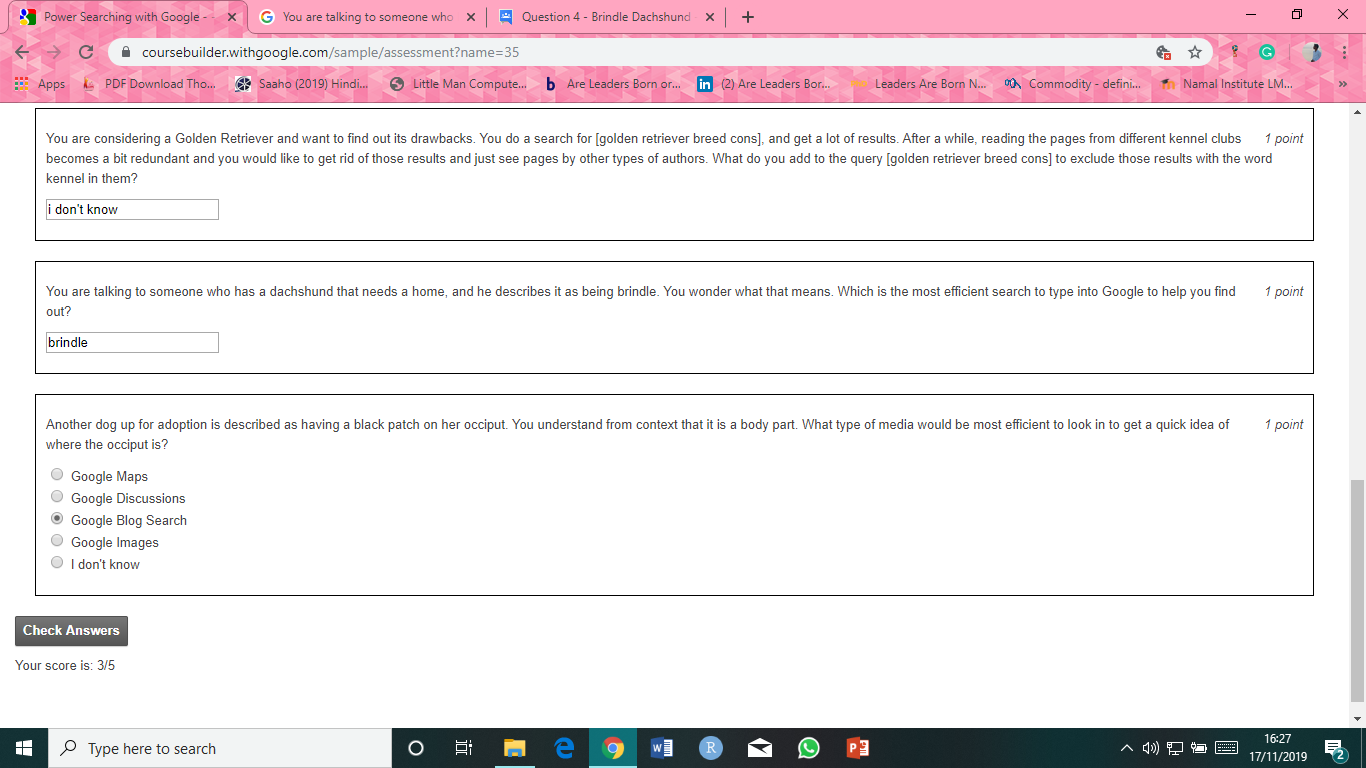 Power Searching with Google -
You are talking to someone who
Question 4 - Brindle Dachshund
coursebuilder.withgoogle.com/sample/assessment?name=35
Apps
PDF Download Tho...
Saaho (2019) Hindi...
Little Man Compute...
Are Leaders Born or...
(2) Are Leaders Bor...
Leaders Are Born N...
Commodity - defini...
Namal Institute LM...
You are considering a Golden Retriever and want to find out its drawbacks. You do a search for [golden retriever breed cons], and get a lot of results. After a while, reading the pages from different kennel clubs 1 point
becomes a bit redundant and you would like to get rid of those results and just see pages by other types of authors. What do you add to the query [golden retriever breed cons] to exclude those results with the word
kennel in them?
i don't know
You are talking to someone who has a dachshund that needs a home, and he describes it as being brindle. You wonder what that means. Which is the most efficient search to type into Google to help you find 1 point
out?
brindle
Another dog up for adoption is described as having a black patch on her occiput. You understand from context that it is a body part. What type of media would be most efficient to look in to get a quick idea of 1 point
where the occiput is?
Google Maps
Google Discussions
Google Blog Search
Google Images
I don't know
Check Answers
Your score is: 3/5
Type here to search
16:27
17/11/2019
2